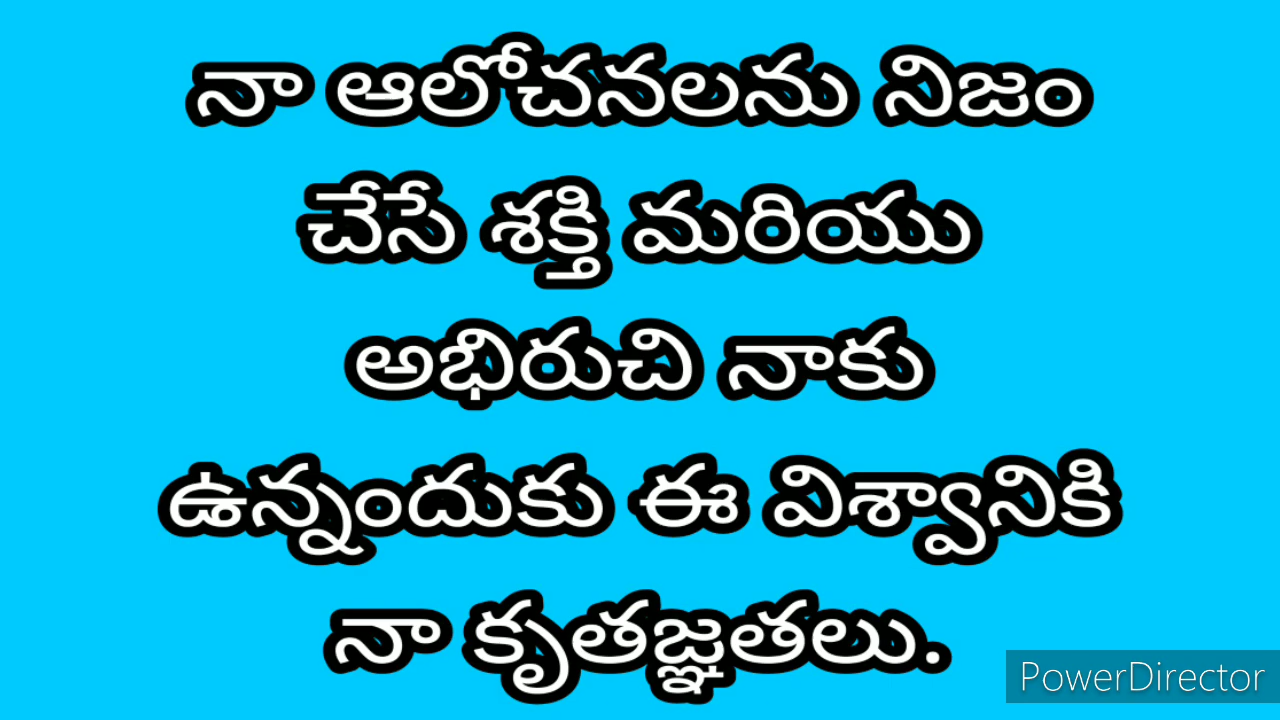 నా ఆలోచనలను నిజం
చేసే శక్తి మరియు
అభిరుచి నాకు
ఉన్నందుకు ఈ విశ్వానికి
నా కృతజ్ఞతలు.
PowerDirector